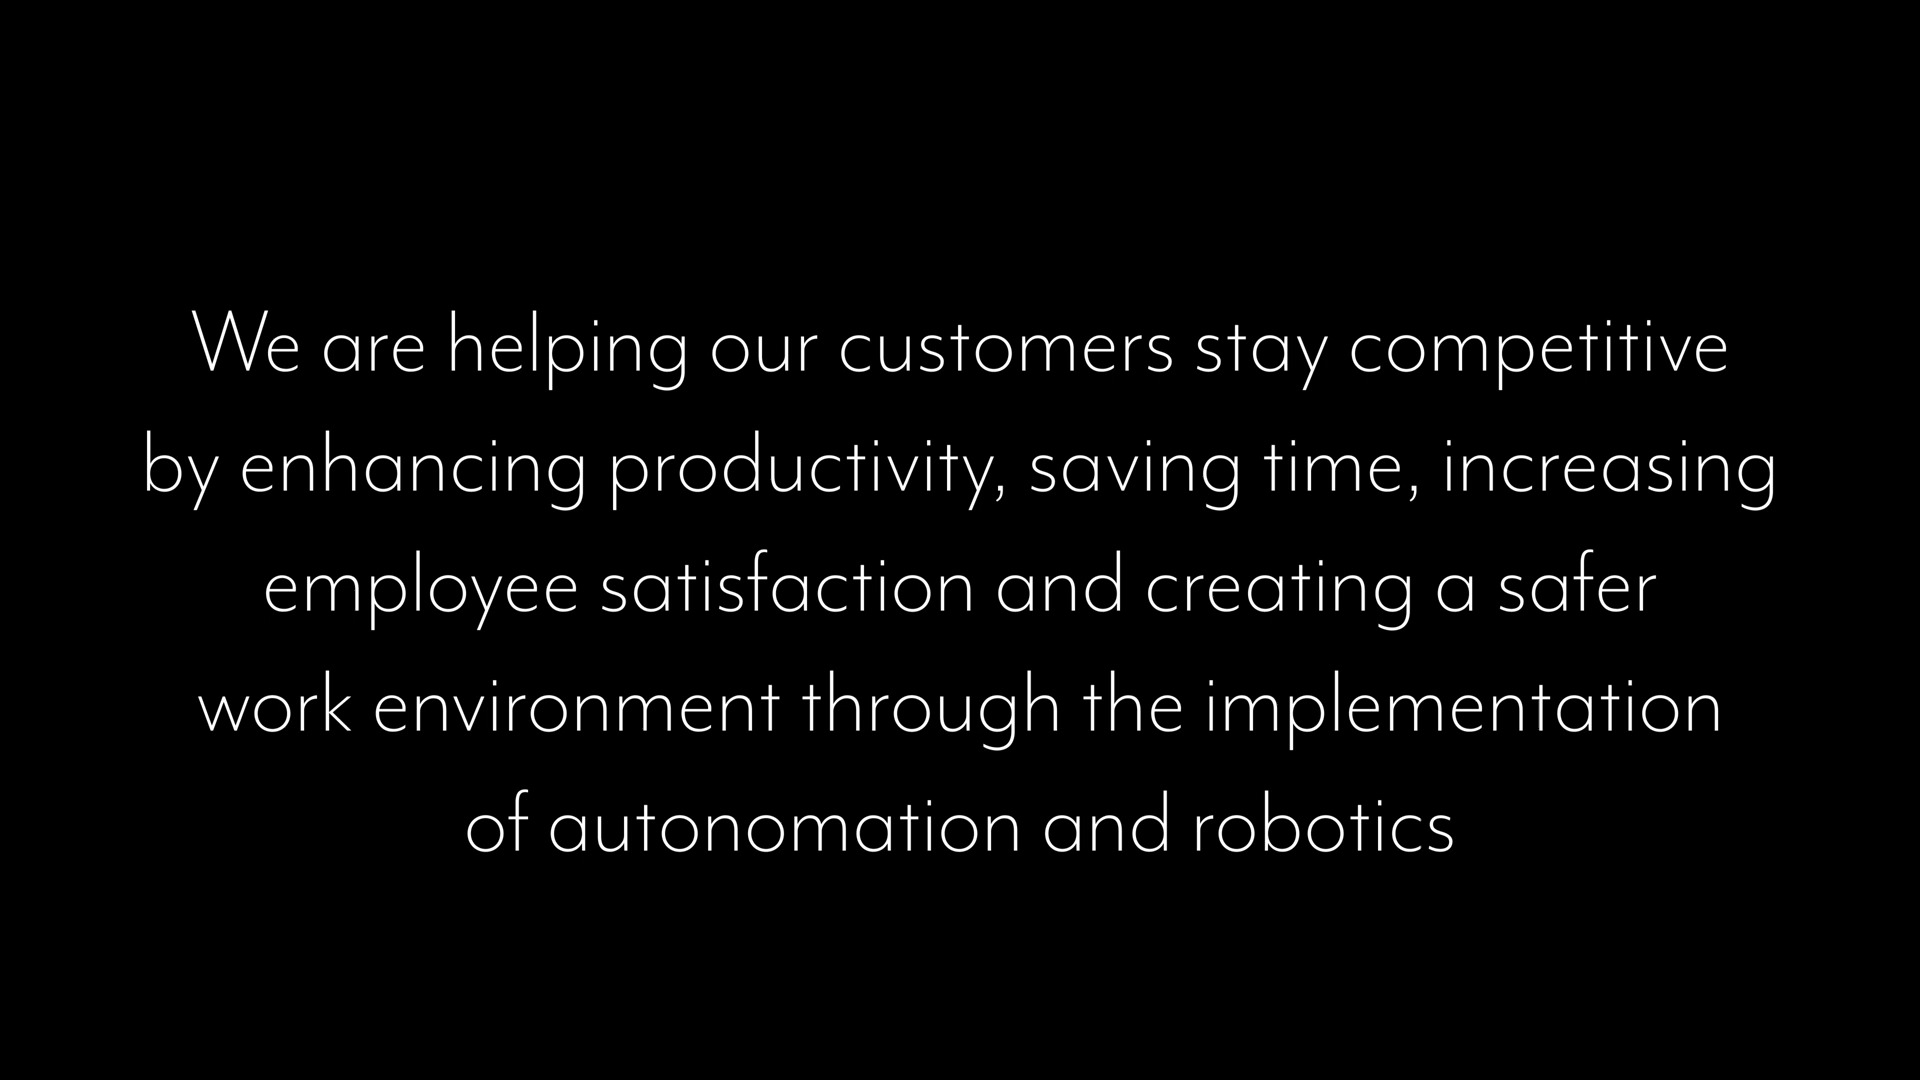 We are helping our customers stay competitive
by enhancing productivity, saving time, increasing
employee satisfaction and creating a safer
work environment through the implementation
of autonomation and robotics